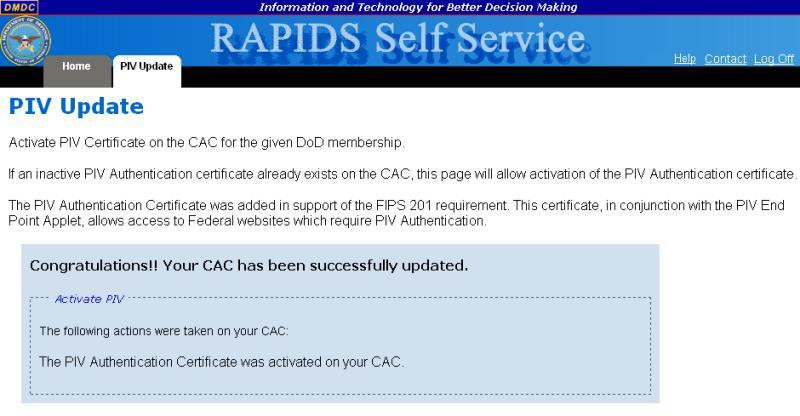 DMDC
Information and Technology for Better Decision Making
RAPIDS Self Service
Home
PIV Update
Help Contact Log Off
PIV Update
Activate PIV Certificate on the CAC for the given DoD membership.
If an inactive PIV Authentication certificate already exists on the CAC, this page will allow activation of the PIV Authentication certificate.
The PIV Authentication Certificate was added in support of the FIPS 201 requirement. This certificate, in conjunction with the PIV End
Point Applet, allows access to Federal websites which require PIV Authentication.
Congratulations!! Your CAC has been successfully updated.
Activate PIV
The following actions were taken on your CAC:
The PIV Authentication Certificate was activated on your CAC.